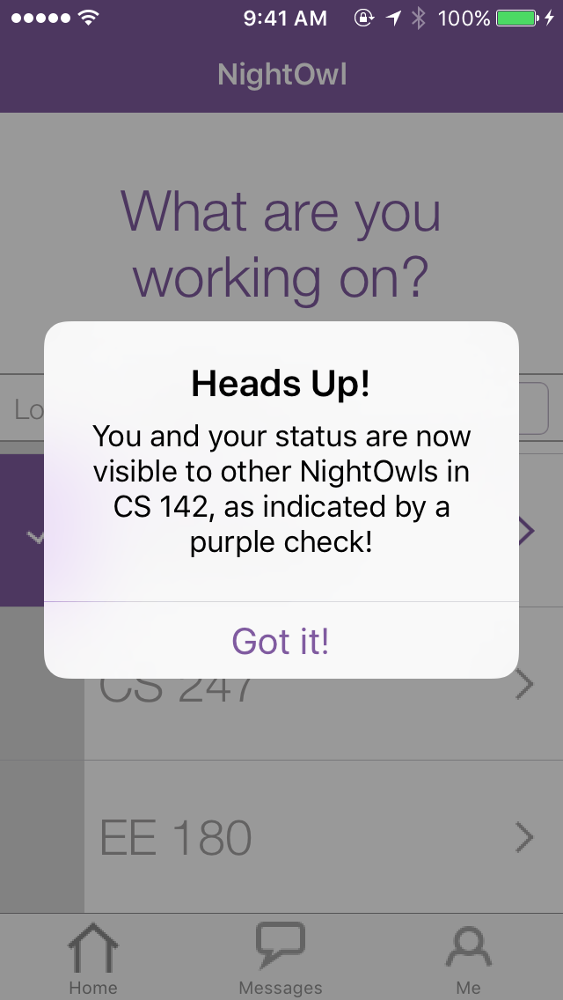 9:41 AM 100%
NightOwl
What are you
working on?
Lo
Heads Up!
You and your status are now
visible to other NightOwls in
CS 142, as indicated by a
purple check!
Got it!
CS 247
EE 180
Home Messages Me